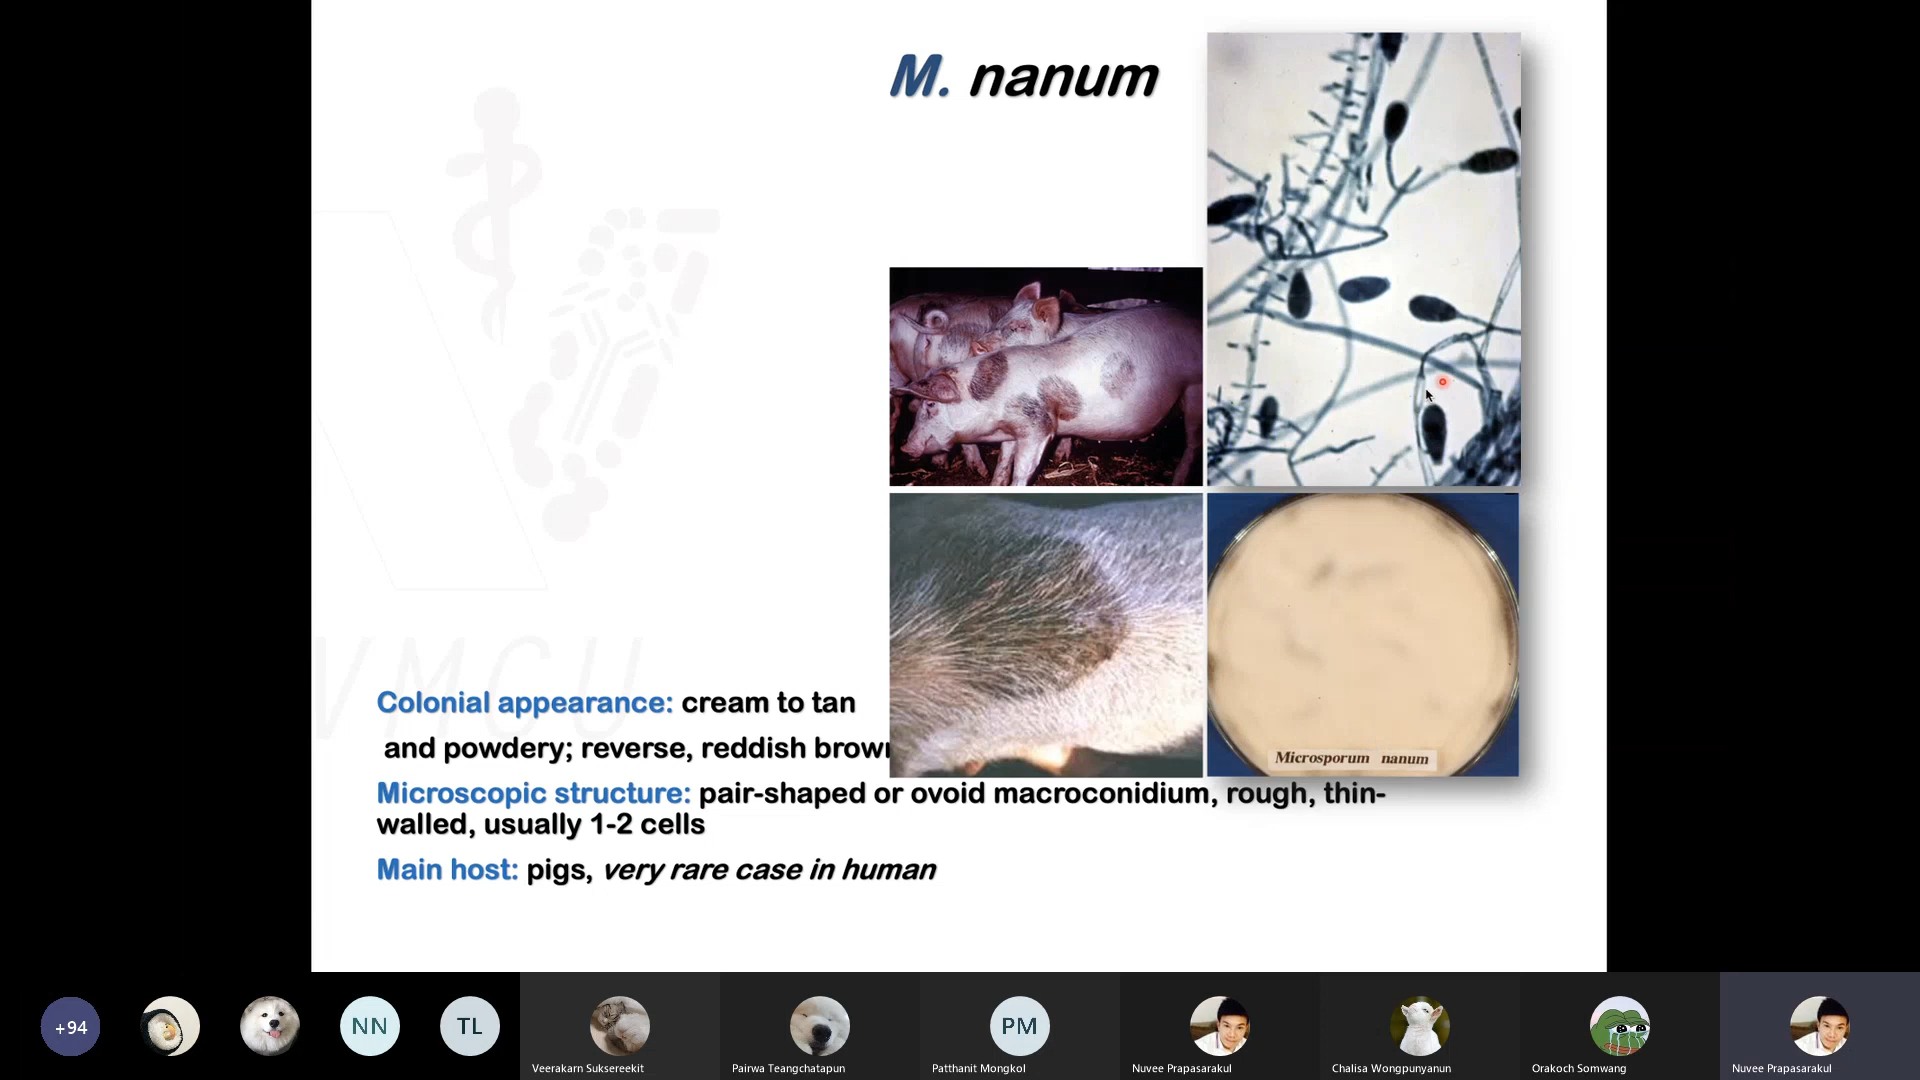 M. nanum
Colonial appearance: cream to tan
and powdery; reverse, reddish brown
Microscopic structure: pair-shaped or ovoid macroconidium, rough, thin-
walled, usually 1-2 cells
Main host: pigs, very rare case in human
Microsporum nanum
VMCU
+94
NN
TL
PM
Veerakarn Suksereekit
Pairwa Teangchatapun
Patthanit Mongkol
Nuvee Prapasarakul
Chalisa Wongpunyanun
Orakoch Somwang
Nuvee Prapasarakul